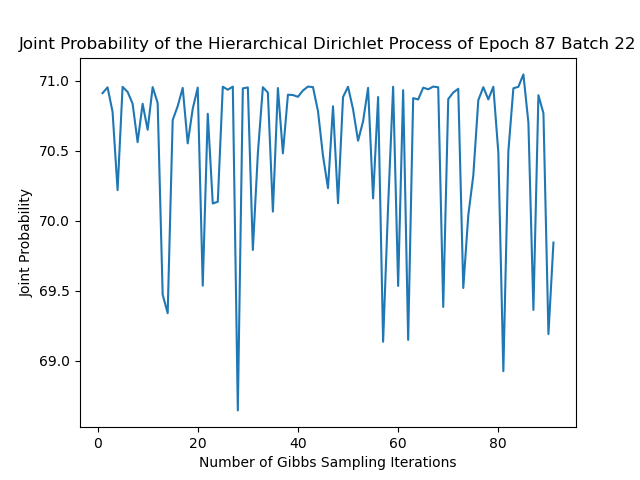 Joint Probability of the Hierarchical Dirichlet Process of Epoch 87 Batch 22
71.0
70.5
70.0
69.5
69.0
Joint Probability
0 20 40 60 80
Number of Gibbs Sampling Iterations